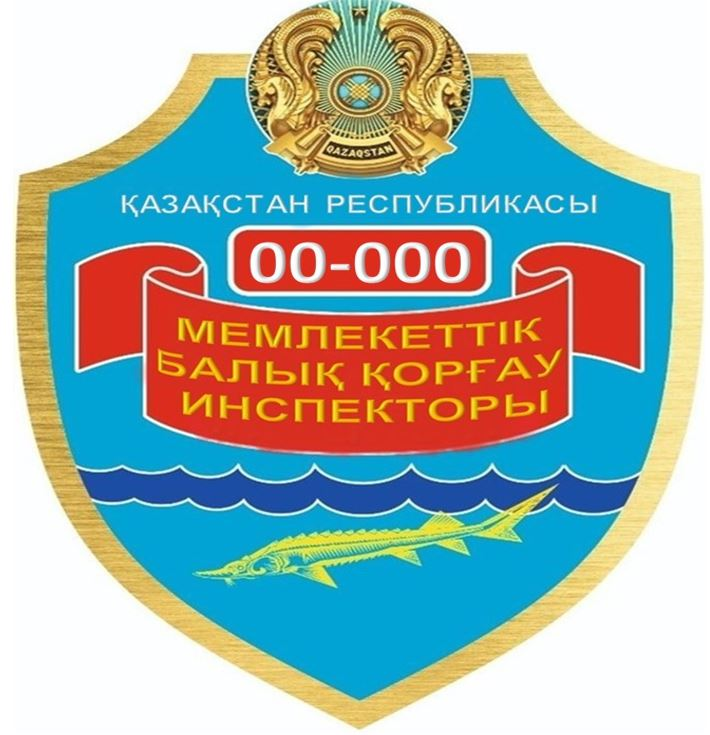 QAZAQSTAN
ҚАЗАҚСТАН РЕСПУБЛИКАСЫ
00-000
МЕМЛЕКЕТТІК
БАЛЫҚ ҚОРҒАУ
ИНСПЕКТОРЫ